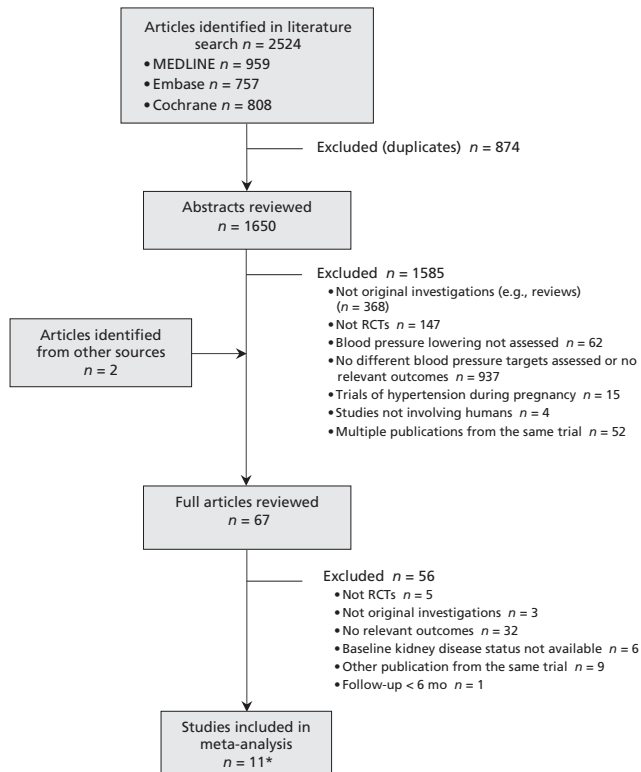 Articles identified in literature
search n = 2524
• MEDLINE n = 959
• Embase n = 757
• Cochrane n = 808
Excluded (duplicates) n = 874
Abstracts reviewed
n = 1650
Excluded n = 1585
• Not original investigations (e.g., reviews)
(n = 368)
• Not RCTs n = 147
• Blood pressure lowering not assessed n = 62
• No different blood pressure targets assessed or no
relevant outcomes n = 937
• Trials of hypertension during pregnancy n = 15
• Studies not involving humans n = 4
• Multiple publications from the same trial n = 52
Articles identified
from other sources
n = 2
Full articles reviewed
n = 67
Excluded n = 56
• Not RCTs n = 5
• Not original investigations n = 3
• No relevant outcomes n = 32
• Baseline kidney disease status not available n = 6
• Other publication from the same trial n = 9
• Follow-up < 6 mo n = 1
Studies included in
meta-analysis
n = 11*